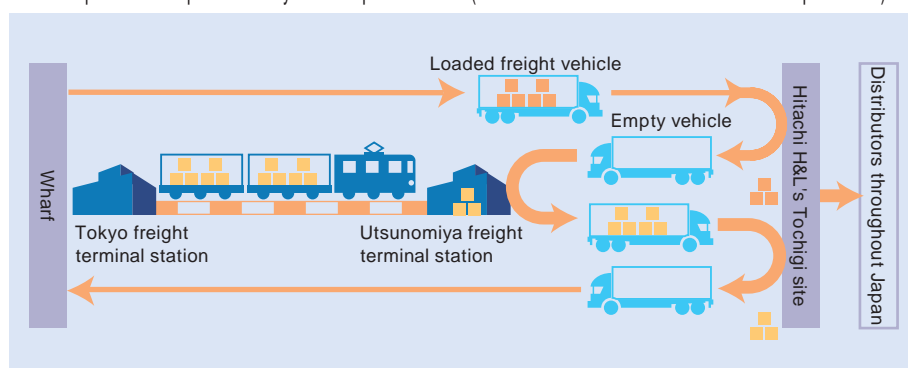 Loaded freight vehicle
Empty vehicle
Wharf
Tokyo freight
terminal station
Utsunomiya freight
terminal station
Hitachi H&L's Tochigi site
Distributors throughout Japan